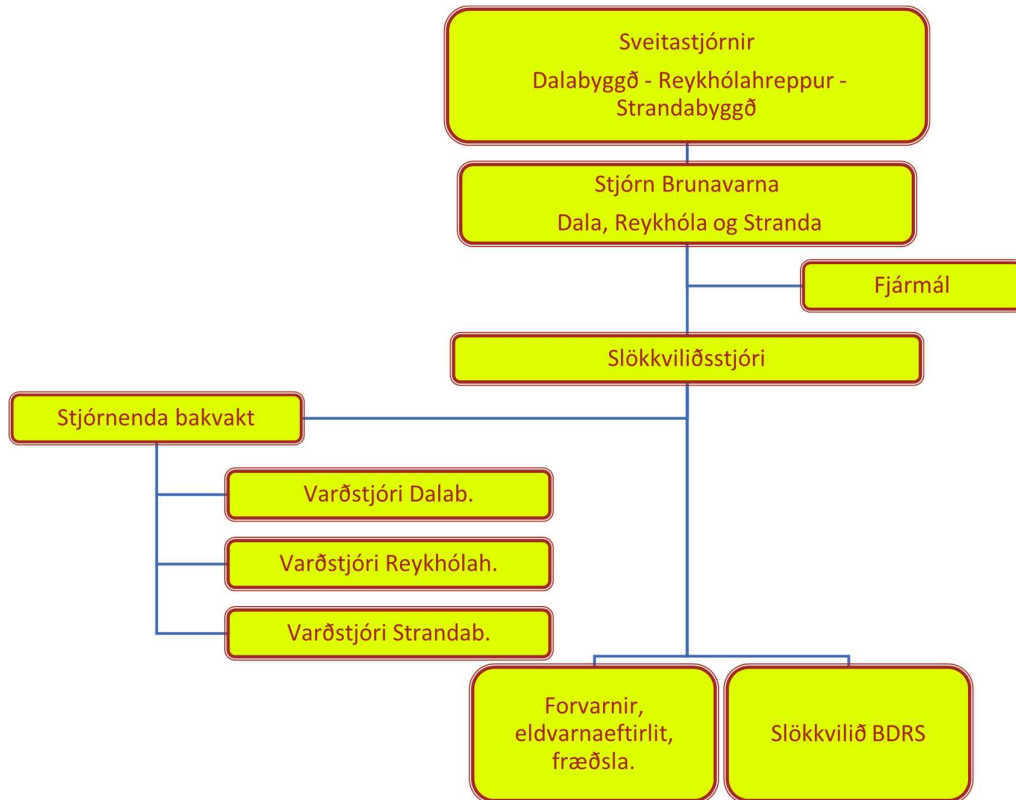 Sveitastjórnir
Dalabyggð - Reykhólahreppur -
Strandabyggð
Stjórn Brunavarna
Dala, Reykhóla og Stranda
Fjármál
Slökkviliðsstjóri
Stjórnenda bakvakt
Varðstjóri Dalab.
Varðstjóri Reykhólah.
Varðstjóri Strandab.
Forvarnir,
eldvarnaeftirlit,
fræðsla.
Slökkvilið BDRS